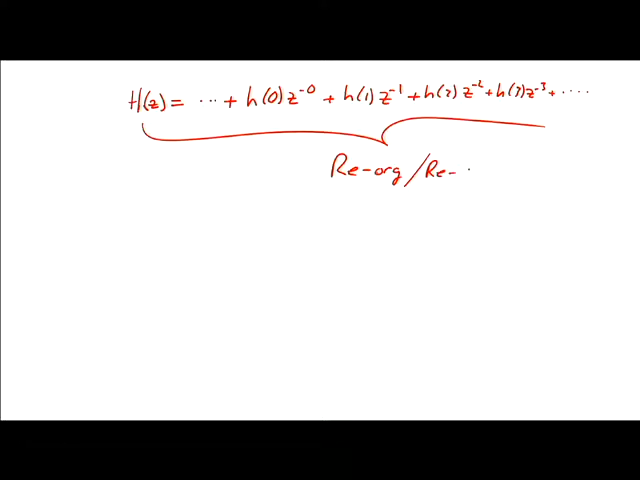 H(z) = ... + h(0)z⁻⁰ + h(1)z⁻¹ + h(2)z⁻² + h(3)z⁻³ + ....
Re-org/Re-